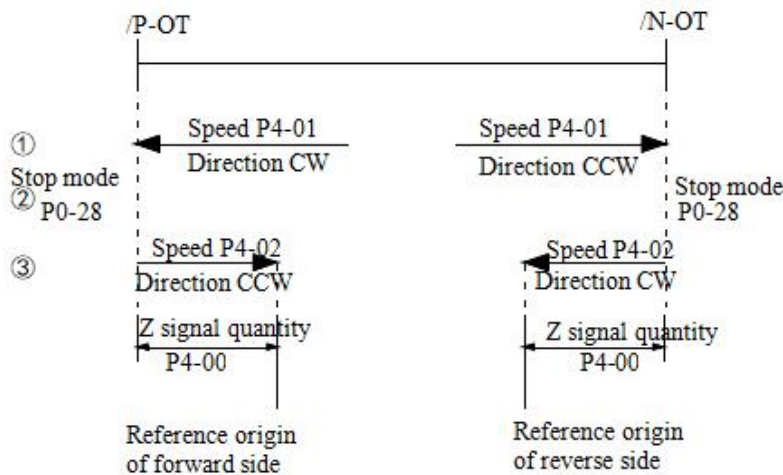 /P-OT
/N-OT
① Speed P4-01 Speed P4-01
Direction CW Direction CCW
Stop mode Stop mode
② P0-28 P0-28
③ Speed P4-02 Speed P4-02
Direction CCW Direction CW
Z signal quantity Z signal quantity
P4-00 P4-00
Reference origin Reference origin
of forward side of reverse side